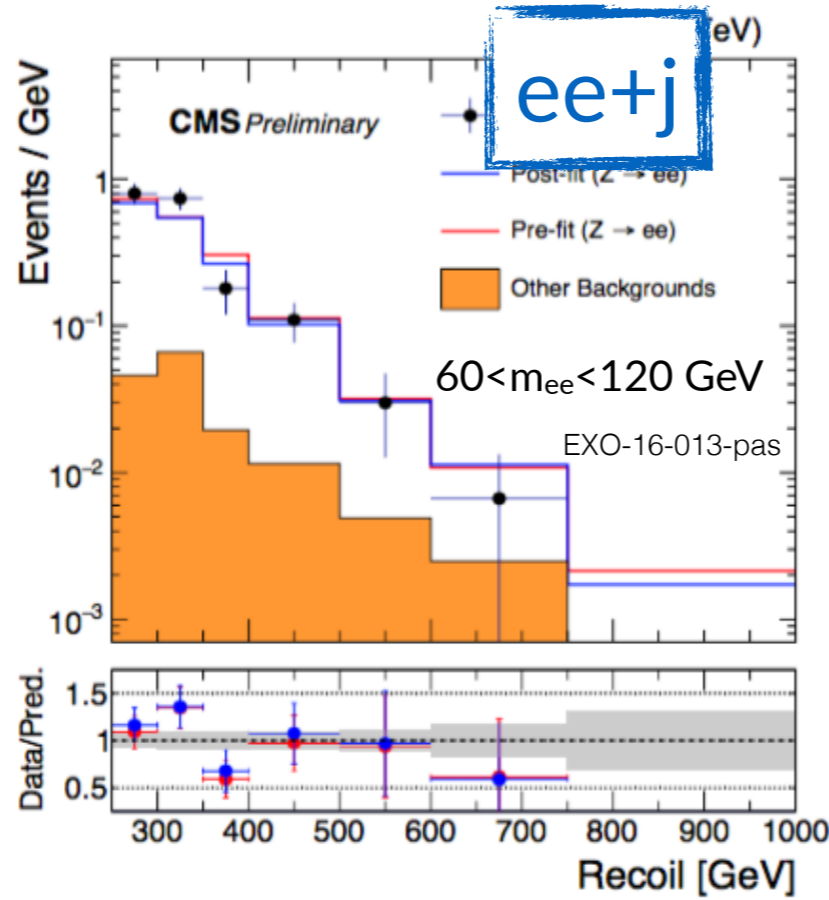 eV)
ee+j
CMS Preliminary
Post-fit (Z → ee)
Pre-fit (Z → ee)
Other Backgrounds
60<mₑₑ<120 GeV
EXO-16-013-pas
Events / GeV
1
10⁻¹
10⁻²
10⁻³
Data/Pred.
1.5
1
0.5
300 400 500 600 700 800 900 1000
Recoil [GeV]